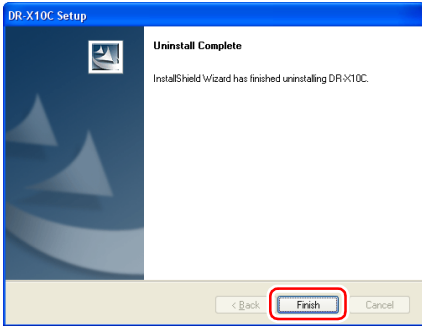 DR-X10C Setup
Uninstall Complete
InstallShield Wizard has finished uninstalling DR-X10C.
< Back Finish Cancel